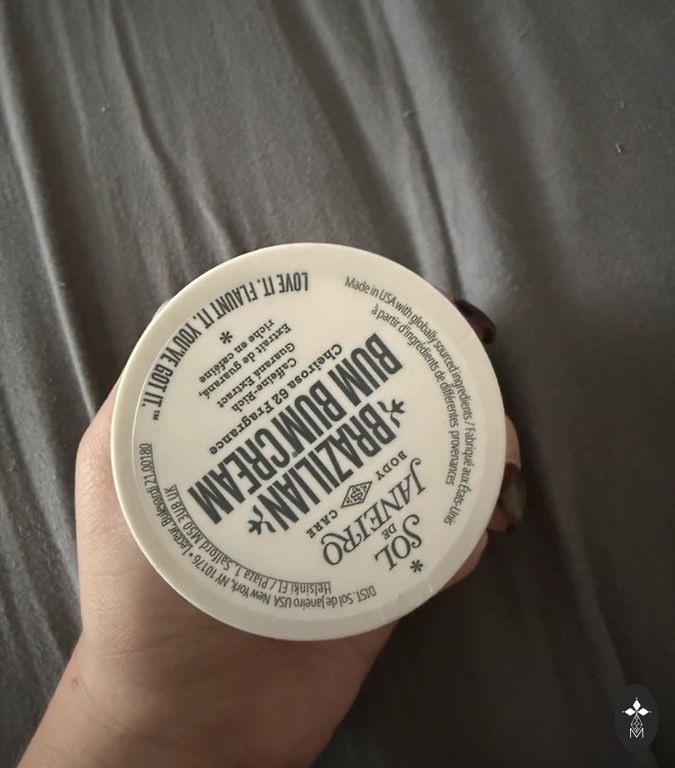 SOL
DE
JANEIRO
BODY CARE
BRAZILIAN
BUM BUM CREAM
Cheirosa 62 Fragrance
Caffeine-Rich
Guaraná Extract
Extrait de guaraná,
riche en caféine
LOVE IT. FLAUNT IT. YOU'VE GOT IT.™
Made in USA with globally sourced ingredients / Fabriqué aux États-Unis
à partir d'ingrédients de différentes provenances
DIST. Sol de Janeiro USA New York, NY 10176 •
Helsinki FI / Plaza 1, Salford M50 3UB UK